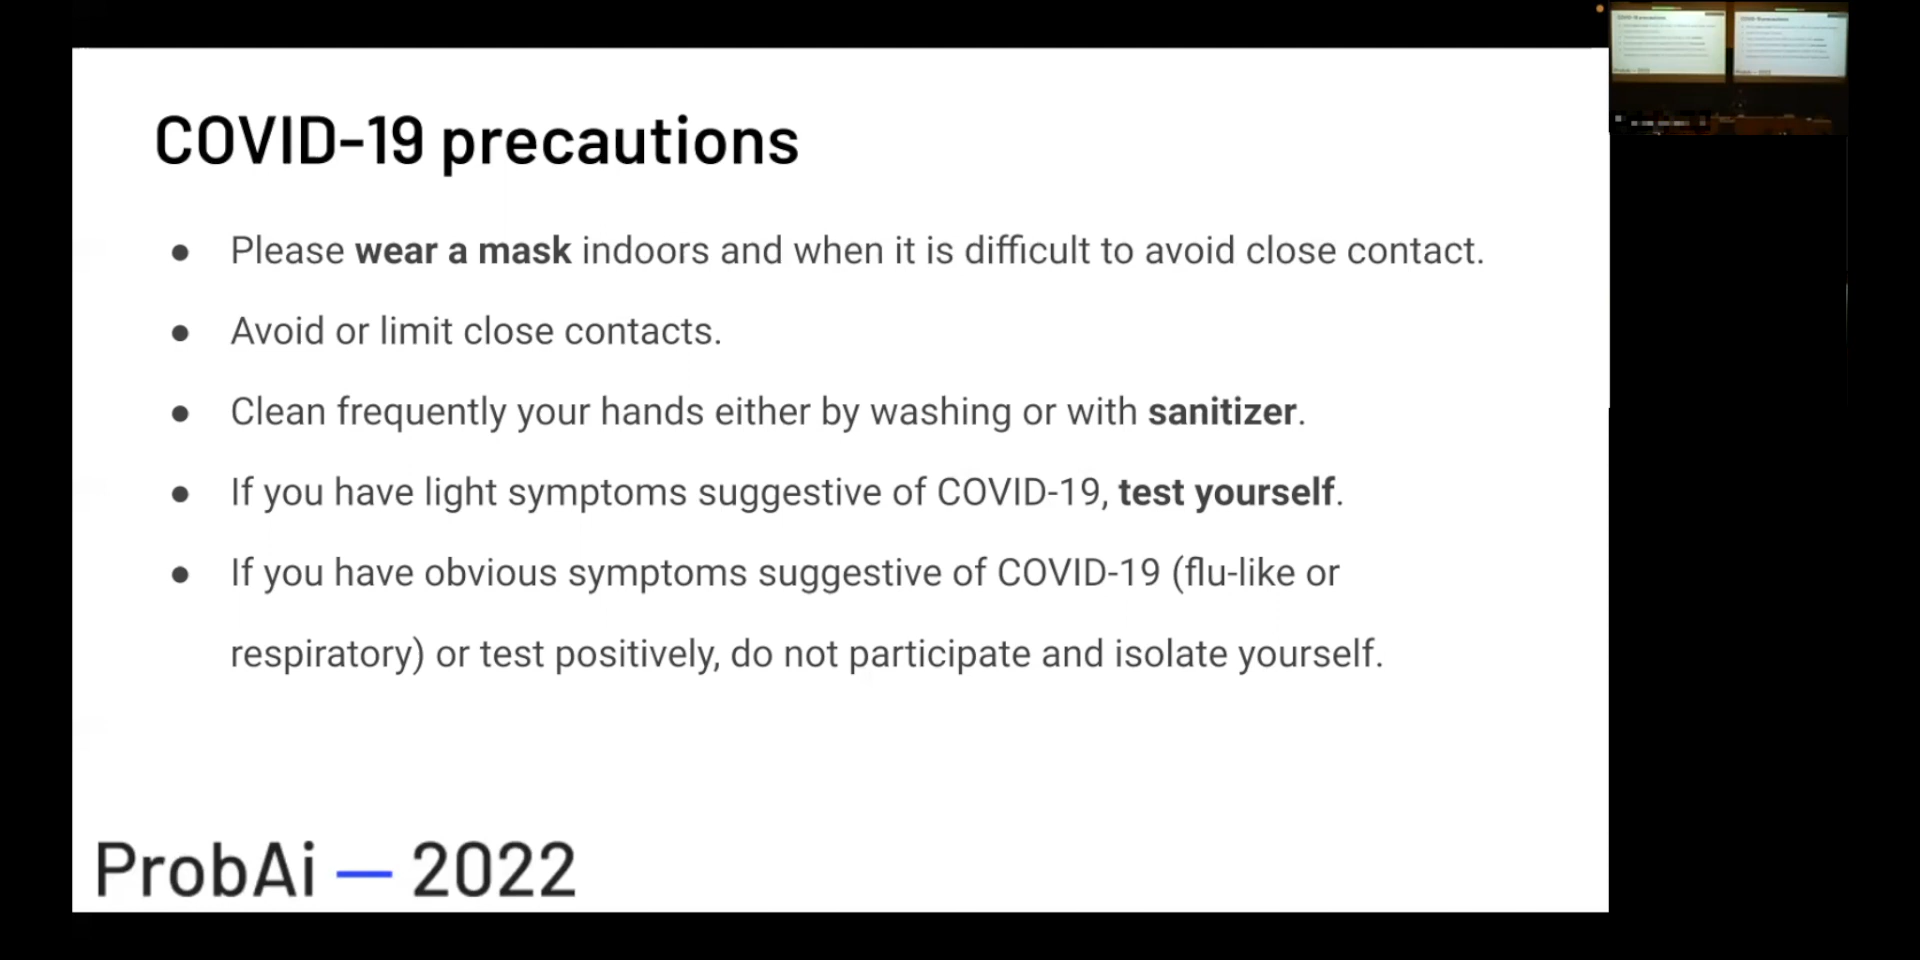 COVID-19 precautions
● Please wear a mask indoors and when it is difficult to avoid close contact.
● Avoid or limit close contacts.
● Clean frequently your hands either by washing or with sanitizer.
● If you have light symptoms suggestive of COVID-19, test yourself.
● If you have obvious symptoms suggestive of COVID-19 (flu-like or
respiratory) or test positively, do not participate and isolate yourself.
ProbAi — 2022